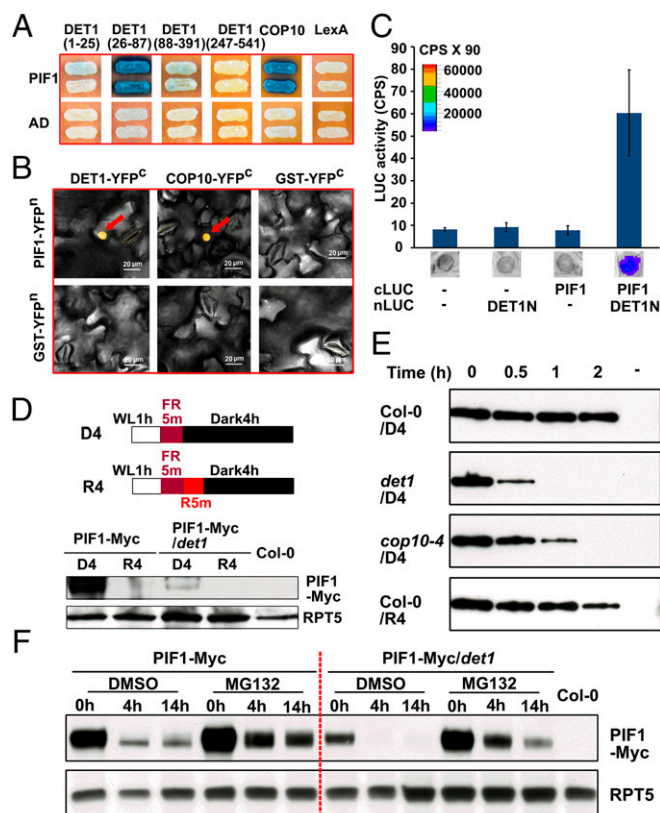 A
DET1 DET1 DET1 DET1 COP10 LexA
(1-25) (26-87) (88-391) (247-541)
PIF1
AD
B
DET1-YFPᶜ COP10-YFPᶜ GST-YFPᶜ
PIF1-YFPⁿ
20 µm 20 µm 20 µm
GST-YFPⁿ
20 µm 20 µm 20 µm
C
LUC activity (CPS)
90
80
70
60
50
40
30
20
10
0
CPS X 90
60000
40000
20000
cLUC - - PIF1 PIF1
nLUC - DET1N - DET1N
D
FR
WL1h 5m Dark4h
D4
FR
WL1h 5m Dark4h
R4
R5m
PIF1-Myc PIF1-Myc /det1 Col-0
D4 R4 D4 R4
PIF1
-Myc
RPT5
E
Time (h) 0 0.5 1 2 -
Col-0
/D4
det1
/D4
cop10-4
/D4
Col-0
/R4
F
PIF1-Myc PIF1-Myc/det1
DMSO MG132 DMSO MG132 Col-0
0h 4h 14h 0h 4h 14h 0h 4h 14h 0h 4h 14h
PIF1
-Myc
RPT5